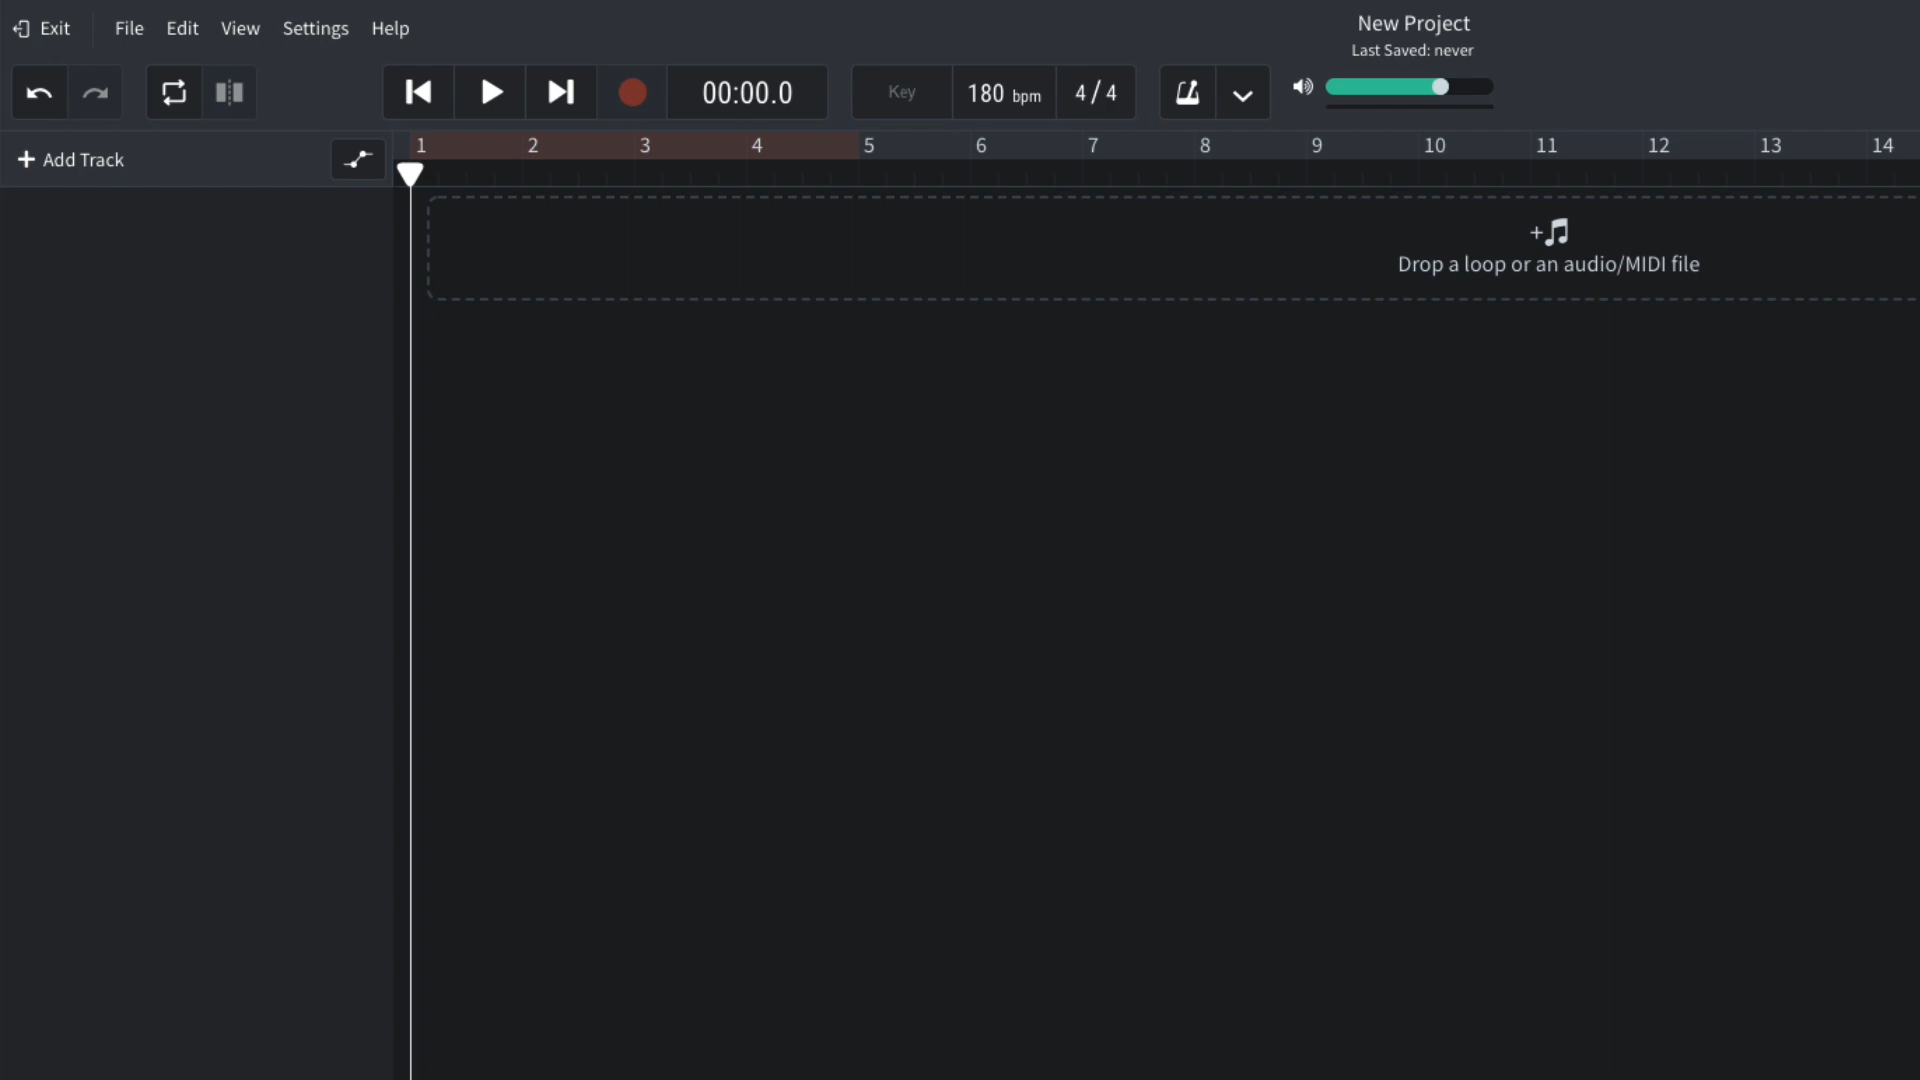 Exit File Edit View Settings Help
New Project
Last Saved: never
00:00.0 Key 180 bpm 4/4
+ Add Track
1 2 3 4 5 6 7 8 9 10 11 12 13 14
Drop a loop or an audio/MIDI file